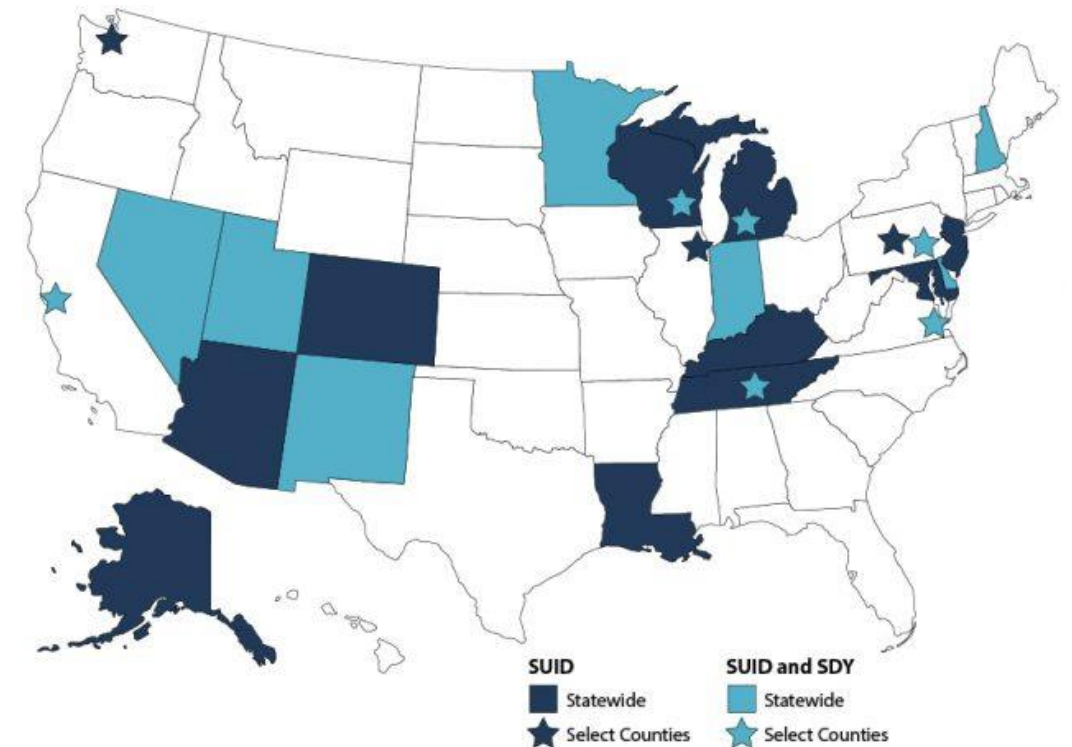 SUID
Statewide
Select Counties
SUID and SDY
Statewide
Select Counties